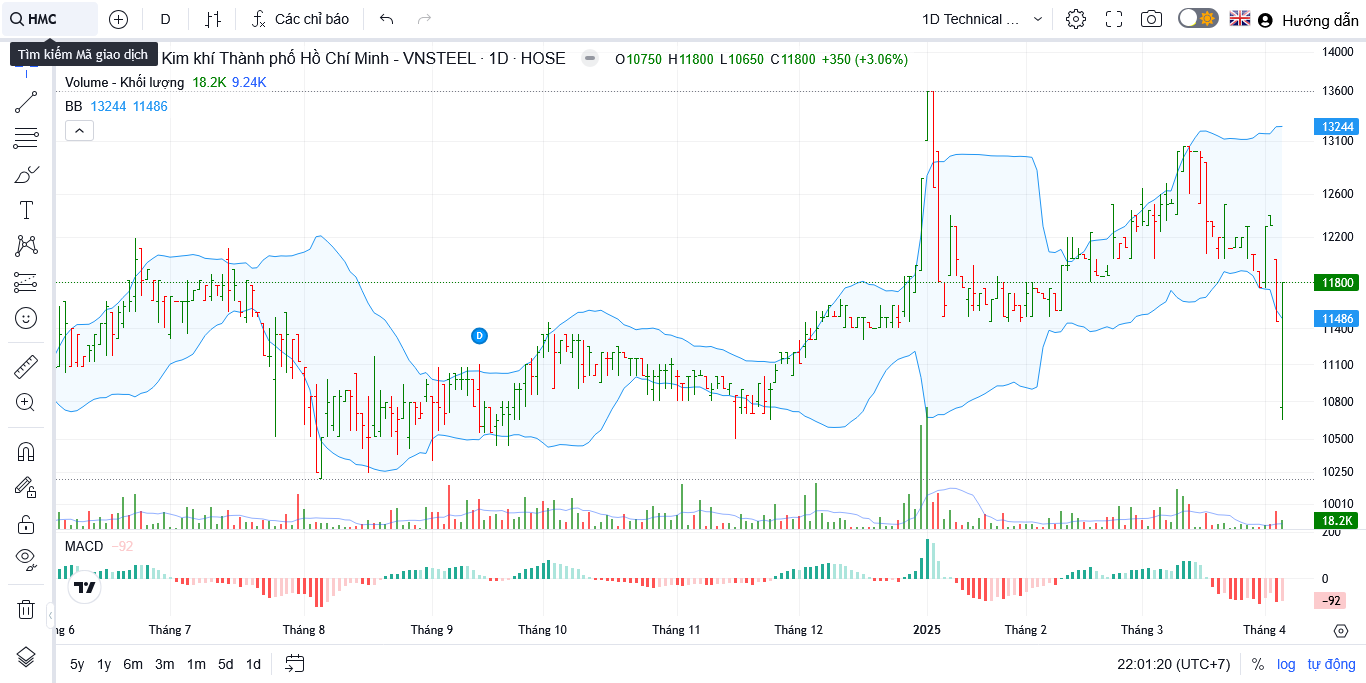 HMC D Các chỉ báo 1D Technical ... Hướng dẫn
Tìm kiếm Mã giao dịch Kim khí Thành phố Hồ Chí Minh - VNSTEEL · 1D · HOSE O10750 H11800 L10650 C11800 +350 (+3.06%)
Volume - Khối lượng 18.2K 9.24K
BB 13244 11486
14000
13600
13244
13100
12600
12200
11800
11486
11400
11100
10800
10500
10250
10010
18.2K
200
D
MACD −92
0
−92
ng 6 Tháng 7 Tháng 8 Tháng 9 Tháng 10 Tháng 11 Tháng 12 2025 Tháng 2 Tháng 3 Tháng 4
5y 1y 6m 3m 1m 5d 1d 22:01:20 (UTC+7) % log tự động